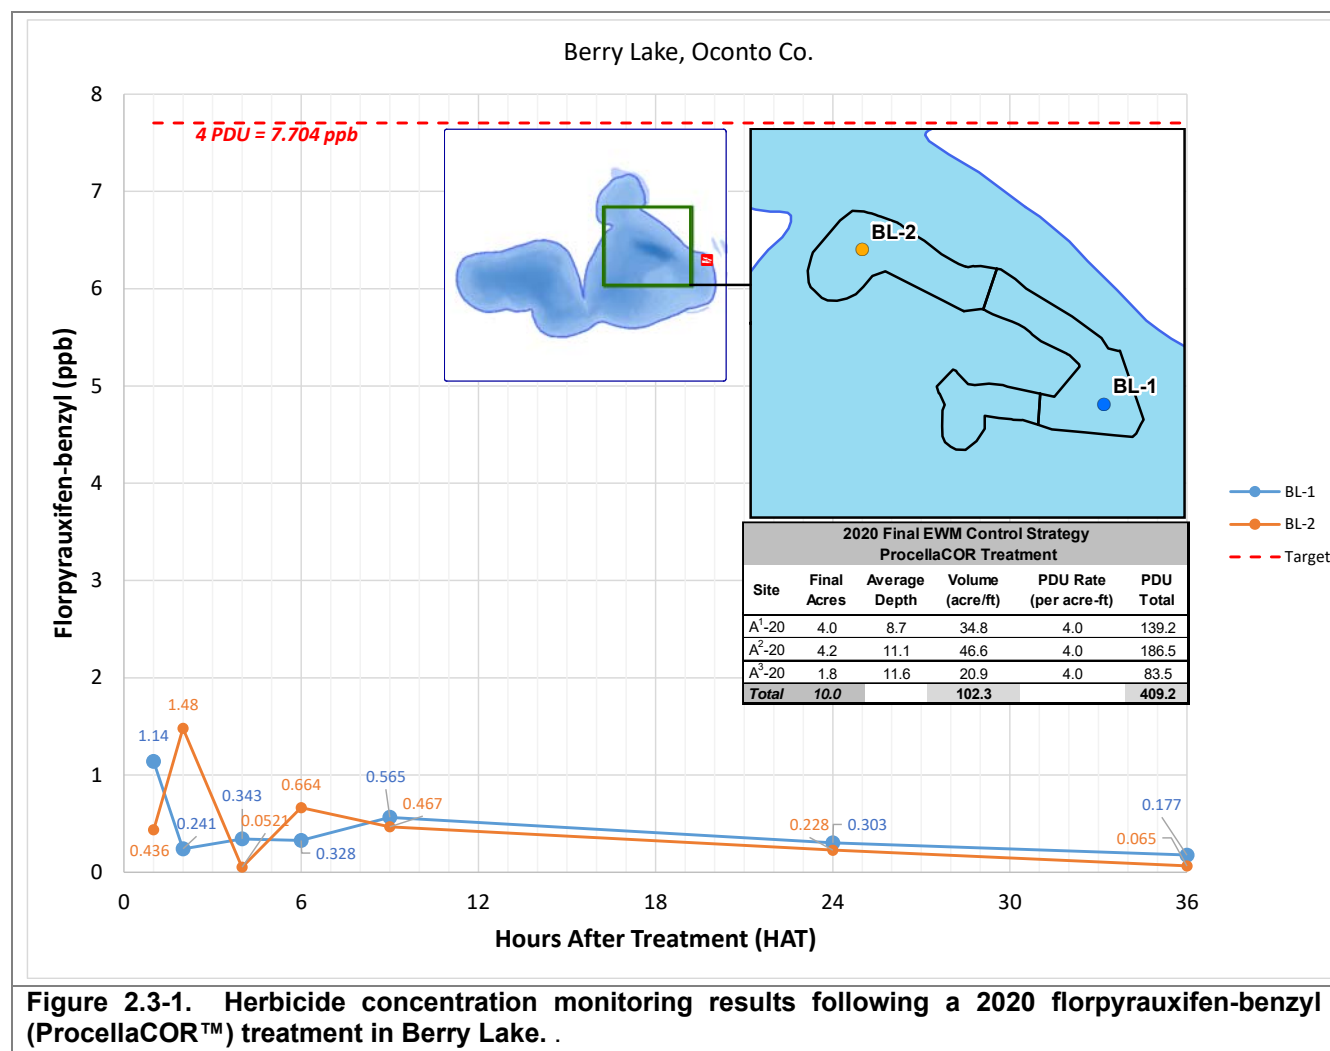 Berry Lake, Oconto Co.
8
7
6
5
4
3
2
1
0
Florpyrauxifen-benzyl (ppb)
4 PDU = 7.704 ppb
BL-2
BL-1
2020 Final EWM Control Strategy
ProcellaCOR Treatment
Site Final Acres Average Depth Volume (acre/ft) PDU Rate (per acre-ft) PDU Total
A¹-20 4.0 8.7 34.8 4.0 139.2
A²-20 4.2 11.1 46.6 4.0 186.5
A³-20 1.8 11.6 20.9 4.0 83.5
Total 10.0 102.3 409.2
BL-1
BL-2
Target
1.14
0.241
0.343
0.328
0.565
0.303
0.177
0.436
1.48
0.0521
0.664
0.467
0.228
0.065
0 6 12 18 24 30 36
Hours After Treatment (HAT)
Figure 2.3-1. Herbicide concentration monitoring results following a 2020 florpyrauxifen-benzyl
(ProcellaCOR™) treatment in Berry Lake. .